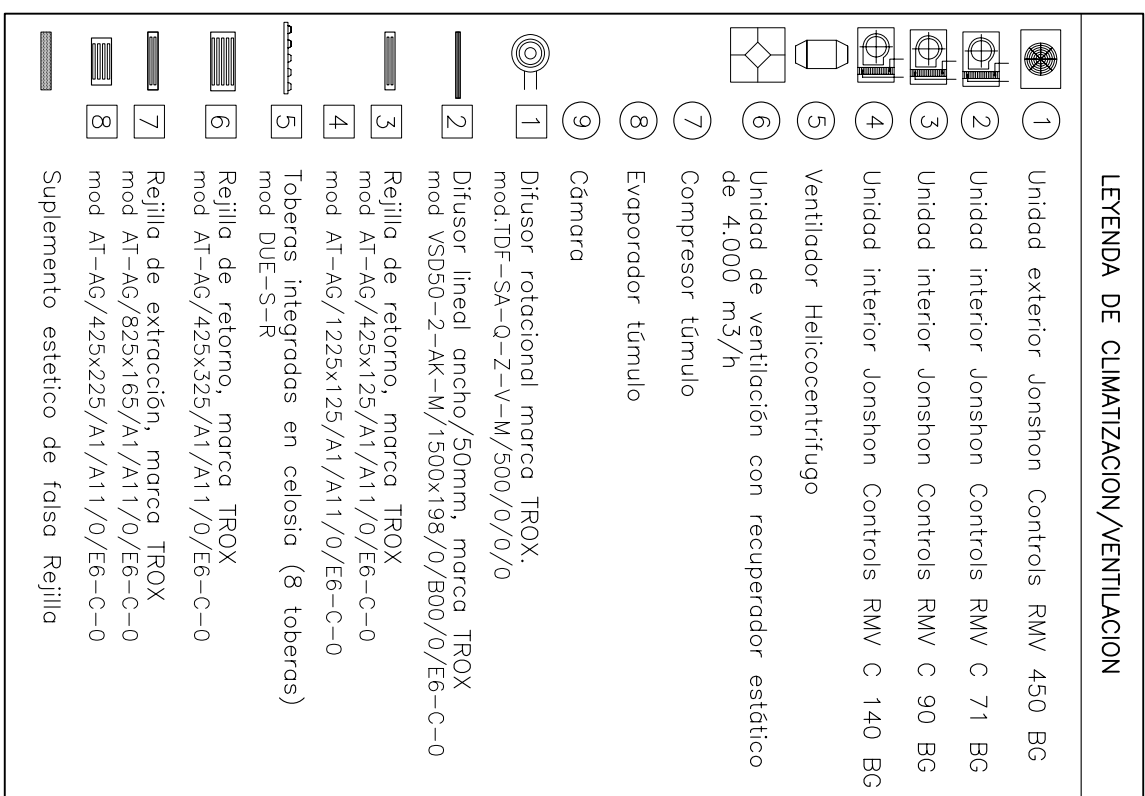 LEYENDA DE CLIMATIZACION/VENTILACION
1 Unidad exterior Jonshon Controls RMV 450 BG
2 Unidad interior Jonshon Controls RMV C 71 BG
3 Unidad interior Jonshon Controls RMV C 90 BG
4 Unidad interior Jonshon Controls RMV C 140 BG
5 Ventilador Helicocentrifugo
6 Unidad de ventilación con recuperador estático
de 4.000 m3/h
7 Compresor túmulo
8 Evaporador túmulo
9 Cámara
1 Difusor rotacional marca TROX.
mod.TDF-SA-Q-Z-V-M/500/0/0/0
2 Difusor lineal ancho/50mm, marca TROX
mod VSD50-2-AK-M/1500x198/0/B00/0/E6-C-0
3 Rejilla de retorno, marca TROX
mod AT-AG/425x125/A1/A11/0/E6-C-0
4 mod AT-AG/1225x125/A1/A11/0/E6-C-0
5 Toberas integradas en celosia (8 toberas)
mod DUE-S-R
6 Rejilla de retorno, marca TROX
mod AT-AG/425x325/A1/A11/0/E6-C-0
7 Rejilla de extracción, marca TROX
mod AT-AG/825x165/A1/A11/0/E6-C-0
8 mod AT-AG/425x225/A1/A11/0/E6-C-0
Suplemento estetico de falsa Rejilla